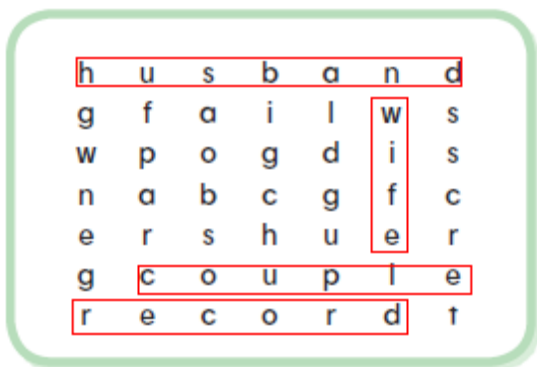 h u s b a n d
g f a i l w s
w p o g d i s
n a b c g f c
e r s h u e r
g c o u p l e
r e c o r d t